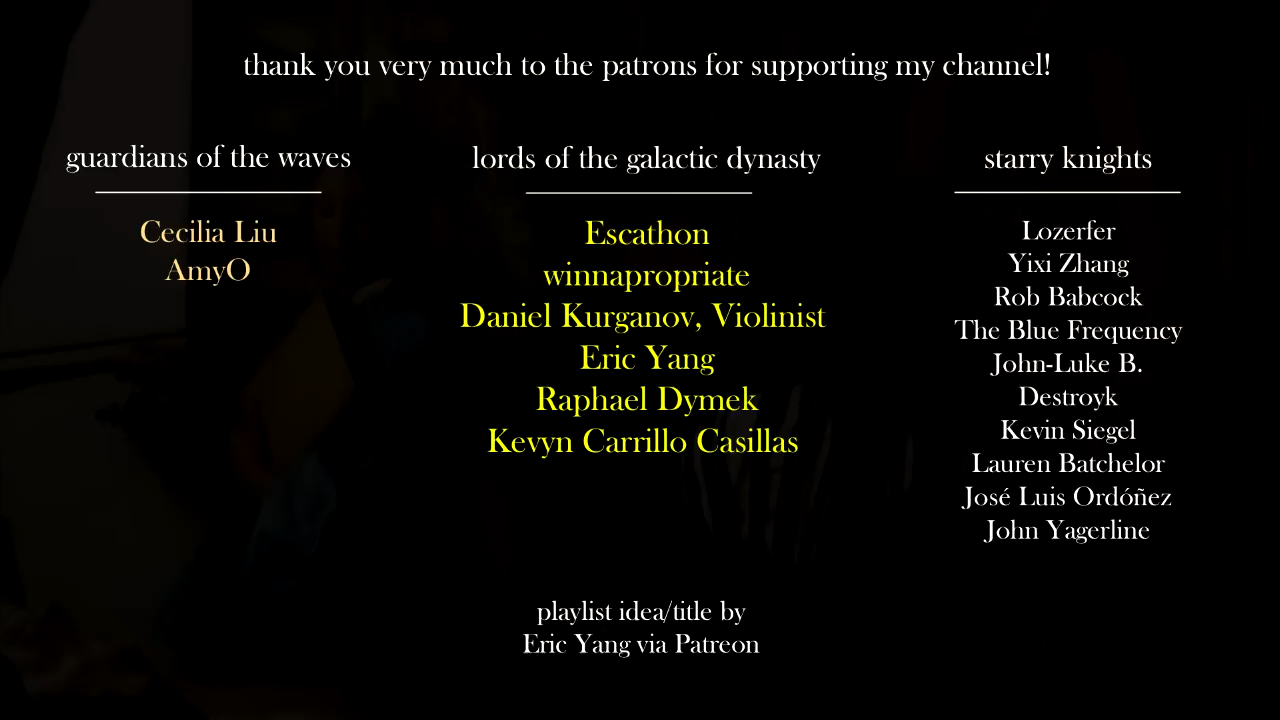 thank you very much to the patrons for supporting my channel!
guardians of the waves
Cecilia Liu
AmyO
lords of the galactic dynasty
Escathon
winnapropriate
Daniel Kurganov, Violinist
Eric Yang
Raphael Dymek
Kevyn Carrillo Casillas
starry knights
Lozerfer
Yixi Zhang
Rob Babcock
The Blue Frequency
John-Luke B.
Destroyk
Kevin Siegel
Lauren Batchelor
José Luis Ordóñez
John Yagerline
playlist idea/title by
Eric Yang via Patreon